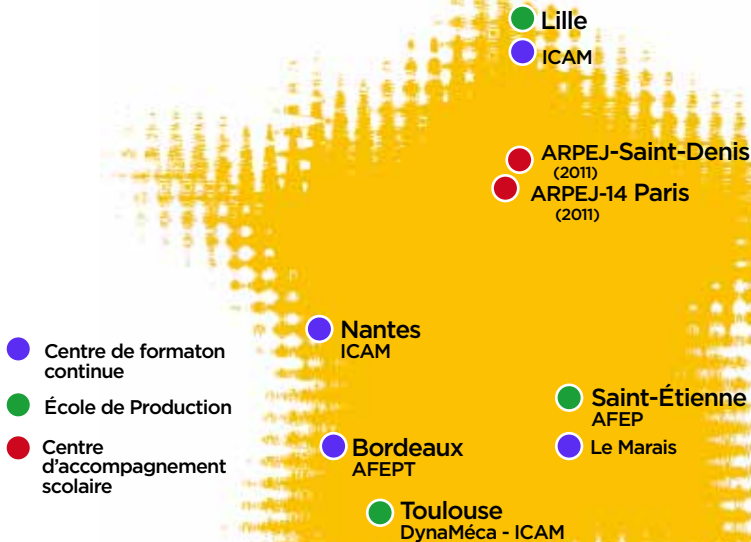 Lille
ICAM
ARPEJ-Saint-Denis
(2011)
ARPEJ-14 Paris
(2011)
Nantes
ICAM
Centre de formaton
continue
École de Production
Centre
d'accompagnement
scolaire
Saint-Étienne
AFEP
Le Marais
Bordeaux
AFEPT
Toulouse
DynaMéca - ICAM